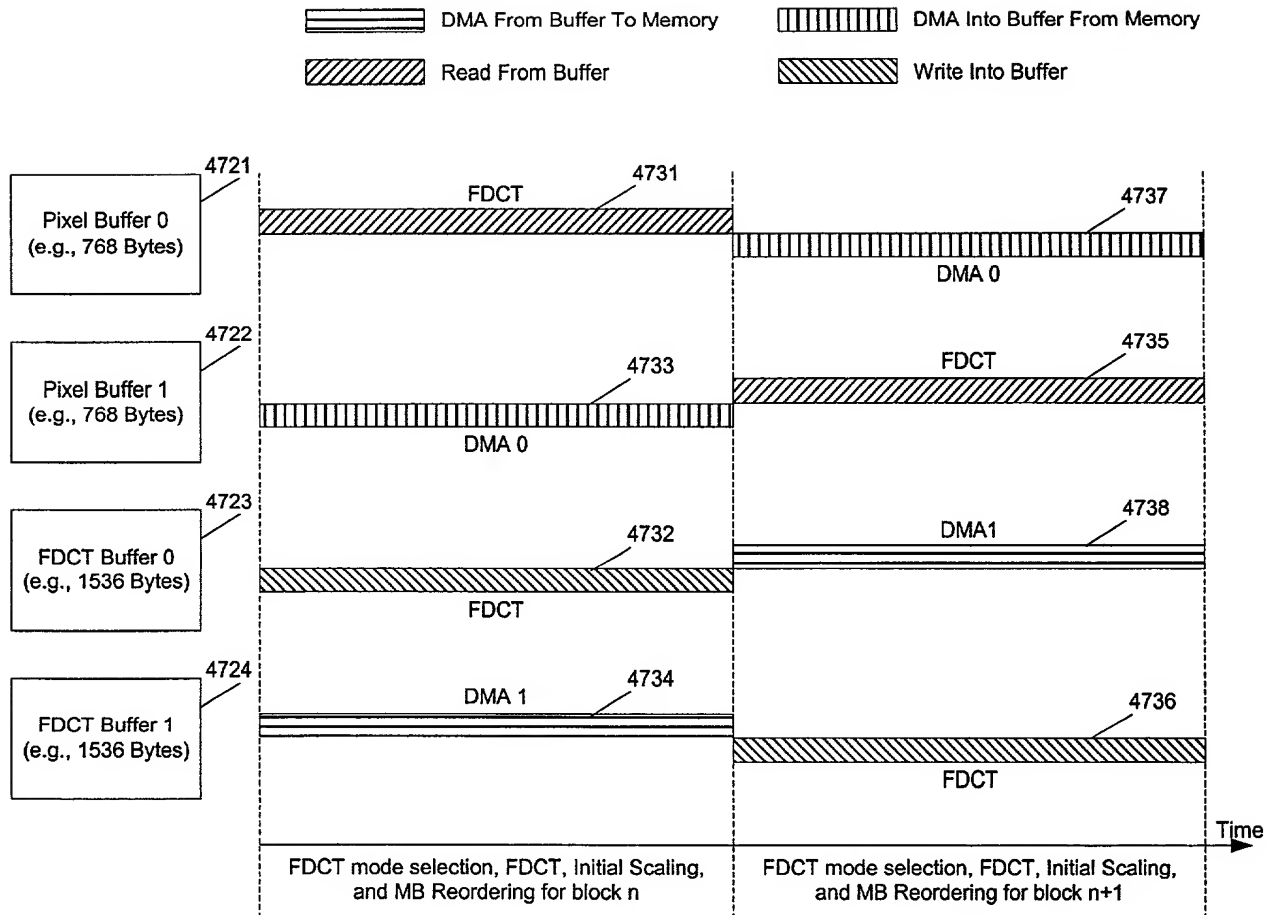 DMA From Buffer To Memory
DMA Into Buffer From Memory
Read From Buffer
Write Into Buffer
4721
Pixel Buffer 0
(e.g., 768 Bytes)
FDCT
4731
4737
DMA 0
4722
Pixel Buffer 1
(e.g., 768 Bytes)
4733
DMA 0
FDCT
4735
4723
FDCT Buffer 0
(e.g., 1536 Bytes)
4732
FDCT
DMA1
4738
4724
FDCT Buffer 1
(e.g., 1536 Bytes)
DMA 1
4734
4736
FDCT
Time
FDCT mode selection, FDCT, Initial Scaling,
and MB Reordering for block n
FDCT mode selection, FDCT, Initial Scaling,
and MB Reordering for block n+1